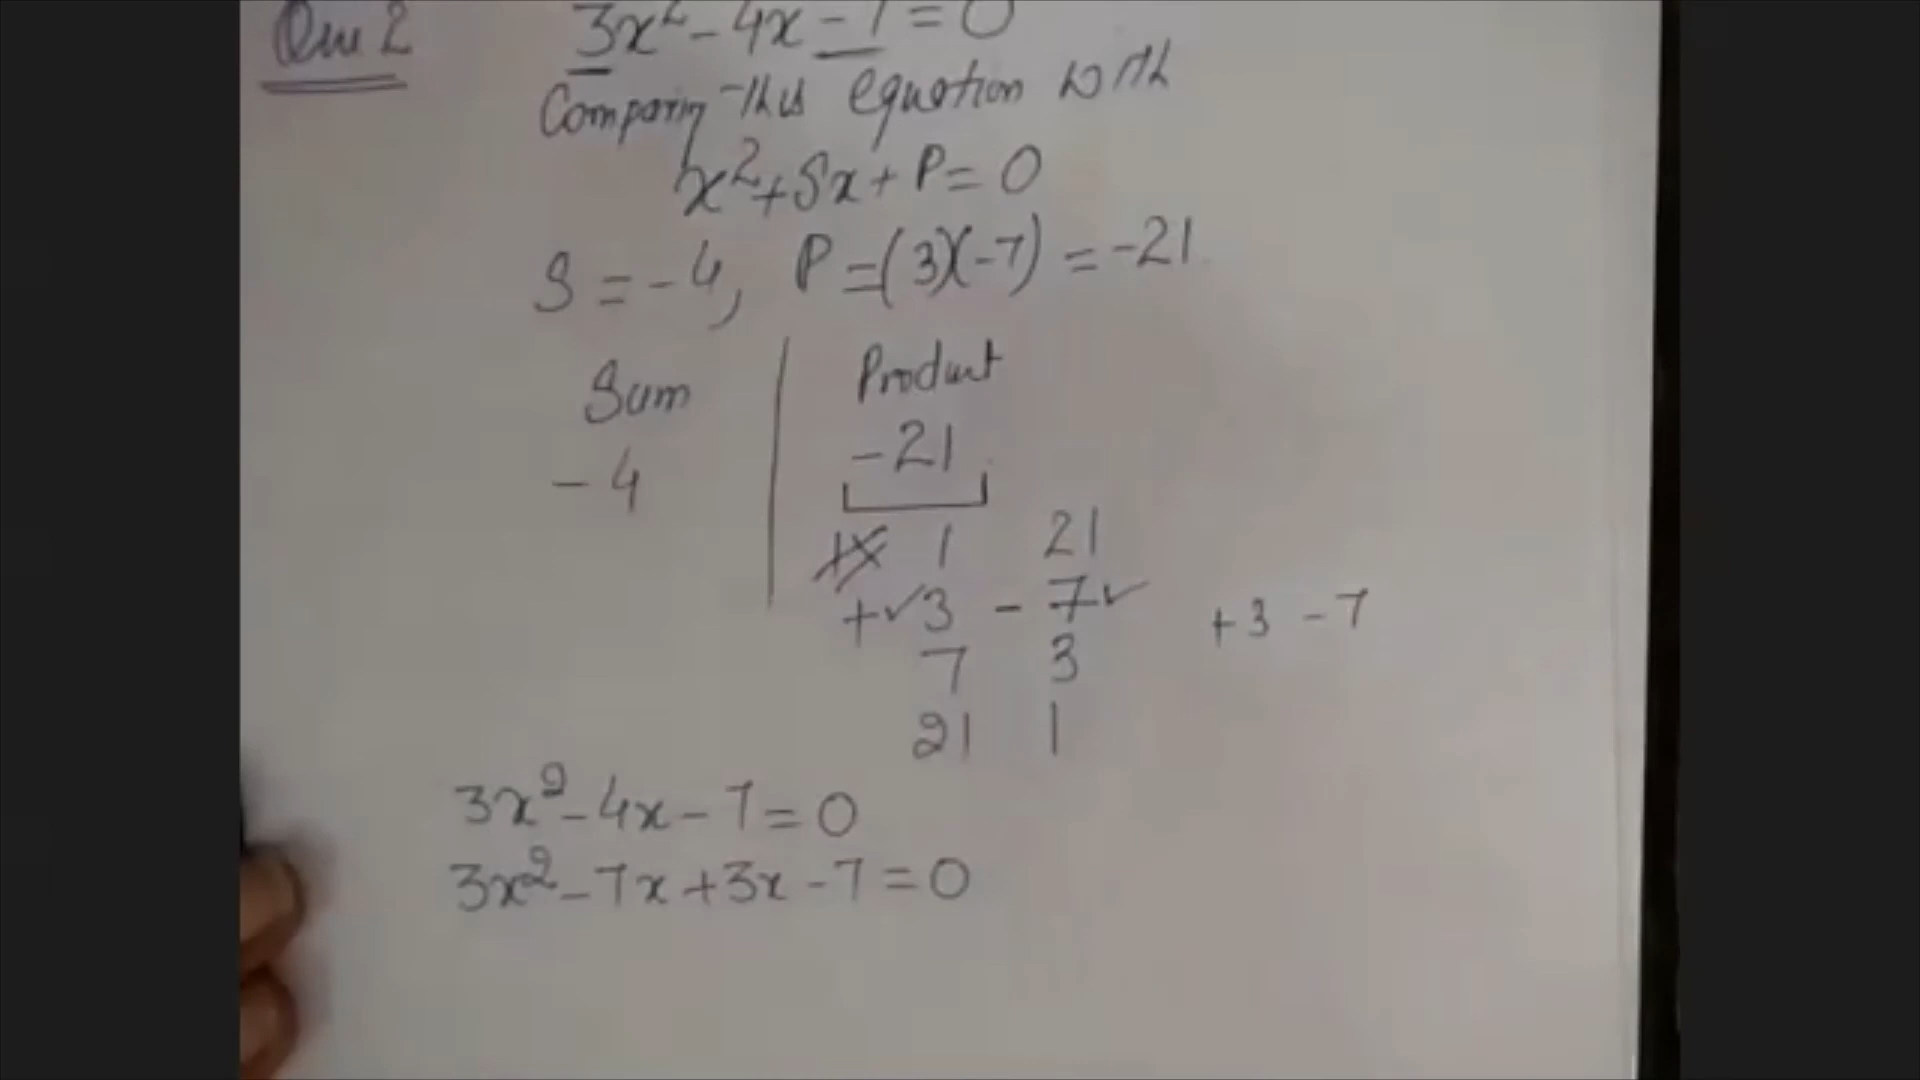 Que 2 3x² - 4x - 7 = 0
Comparing this equation with
x² + Sx + P = 0
S = -4, P = (3)(-7) = -21
Sum Product
-4 -21
1 21
+✓3 - 7✓ +3 -7
7 3
21 1
3x² - 4x - 7 = 0
3x² - 7x + 3x - 7 = 0